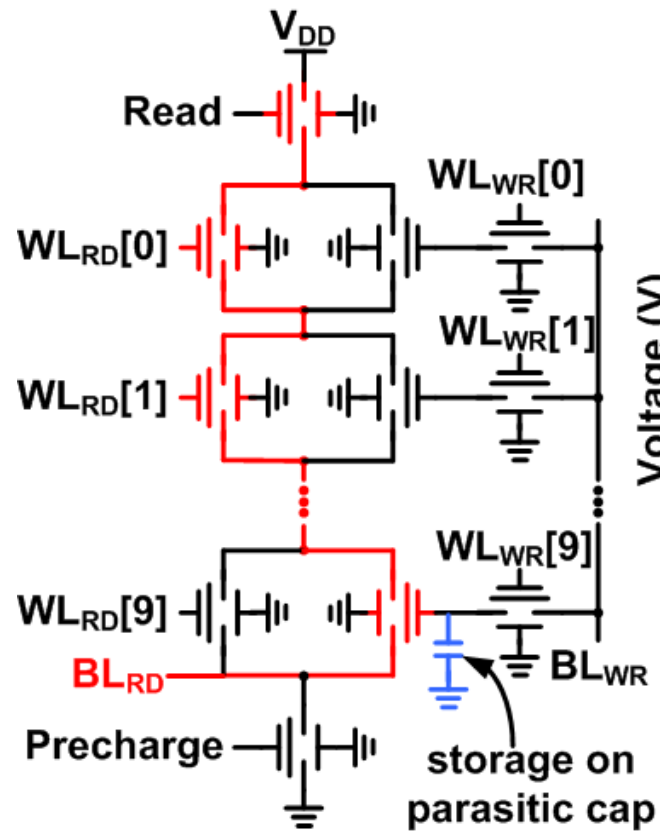 VDD
Read
WLWR[0]
WLRD[0]
WLWR[1]
WLRD[1]
Voltage (V)
WLWR[9]
WLRD[9]
BLRD
BLWR
Precharge
storage on
parasitic cap